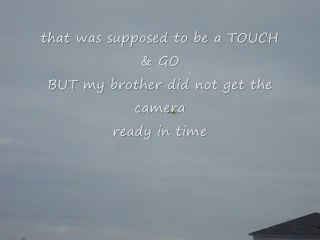 that was supposed to be a TOUCH
& GO
BUT my brother did not get the
camera
ready in time